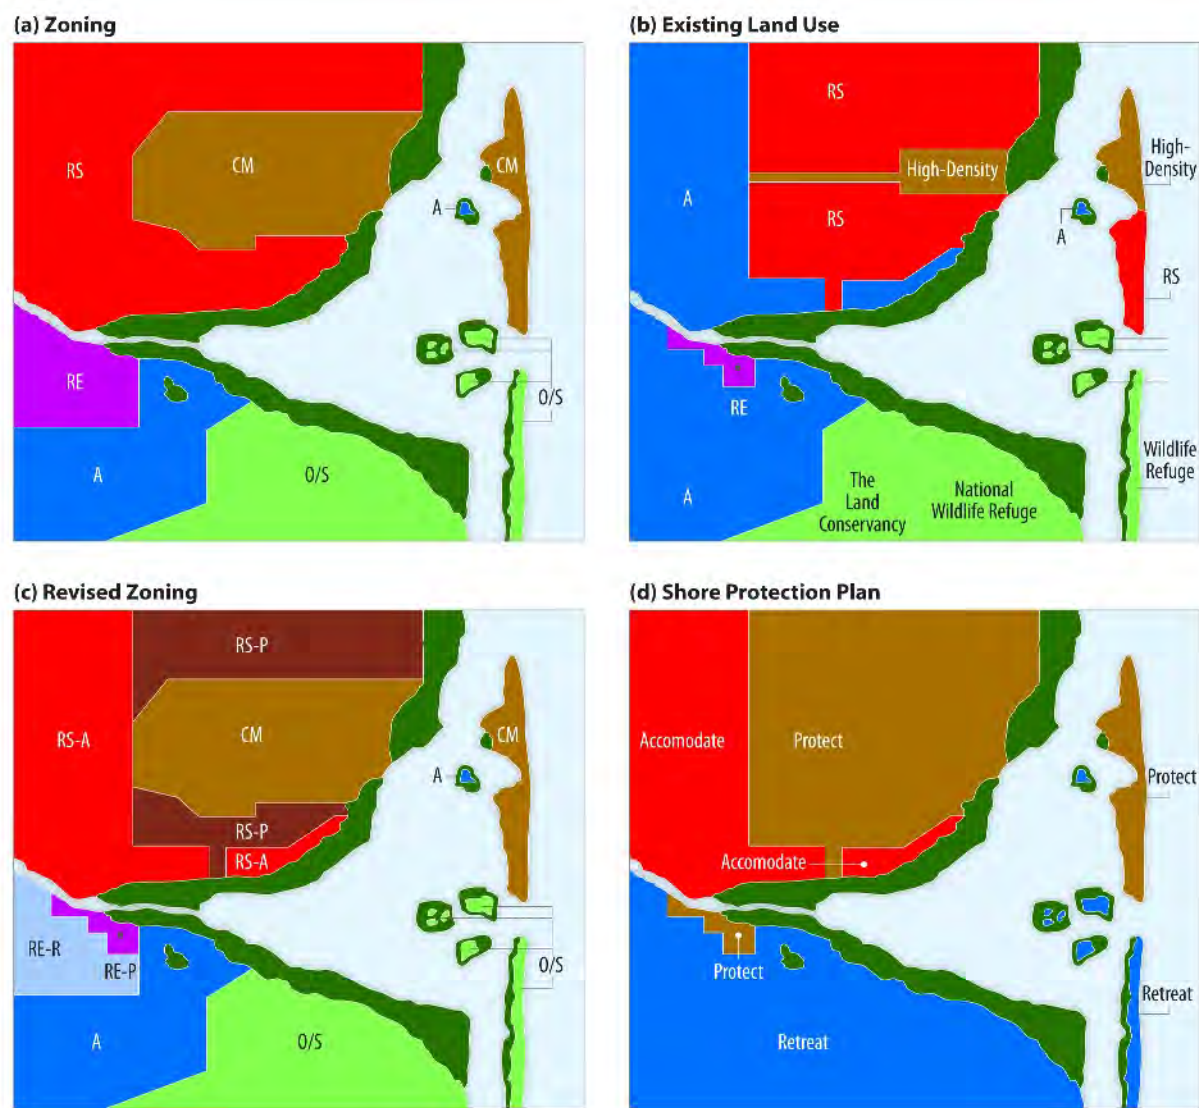 (a) Zoning
RS
CM
CM
A
RE
O/S
A
O/S
(b) Existing Land Use
RS
High-
Density
High-Density
A
RS
A
RS
RE
Wildlife
Refuge
The
Land
Conservancy
National
Wildlife Refuge
A
(c) Revised Zoning
RS-P
RS-A
CM
CM
A
RS-P
RS-A
RE-R
RE-P
O/S
A
O/S
(d) Shore Protection Plan
Accomodate
Protect
Protect
Accomodate
Protect
Retreat
Retreat